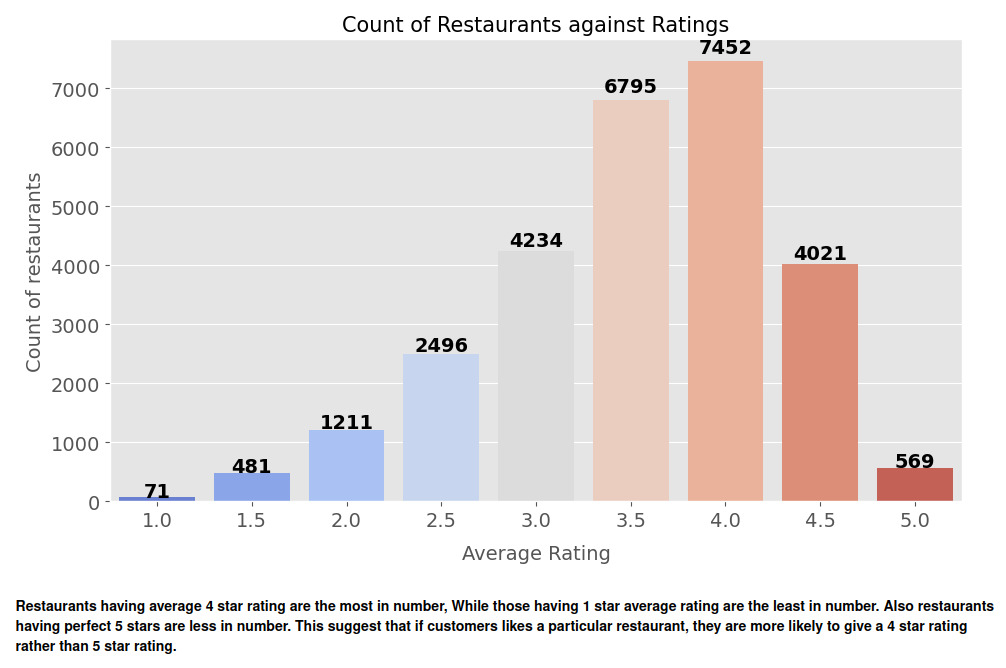 Count of Restaurants against Ratings
7452
7000
6795
6000
5000
4234
4000
4021
3000
2496
2000
1211
1000
481
569
71
0
Count of restaurants
1.0 1.5 2.0 2.5 3.0 3.5 4.0 4.5 5.0
Average Rating
Restaurants having average 4 star rating are the most in number, While those having 1 star average rating are the least in number. Also restaurants
having perfect 5 stars are less in number. This suggest that if customers likes a particular restaurant, they are more likely to give a 4 star rating
rather than 5 star rating.